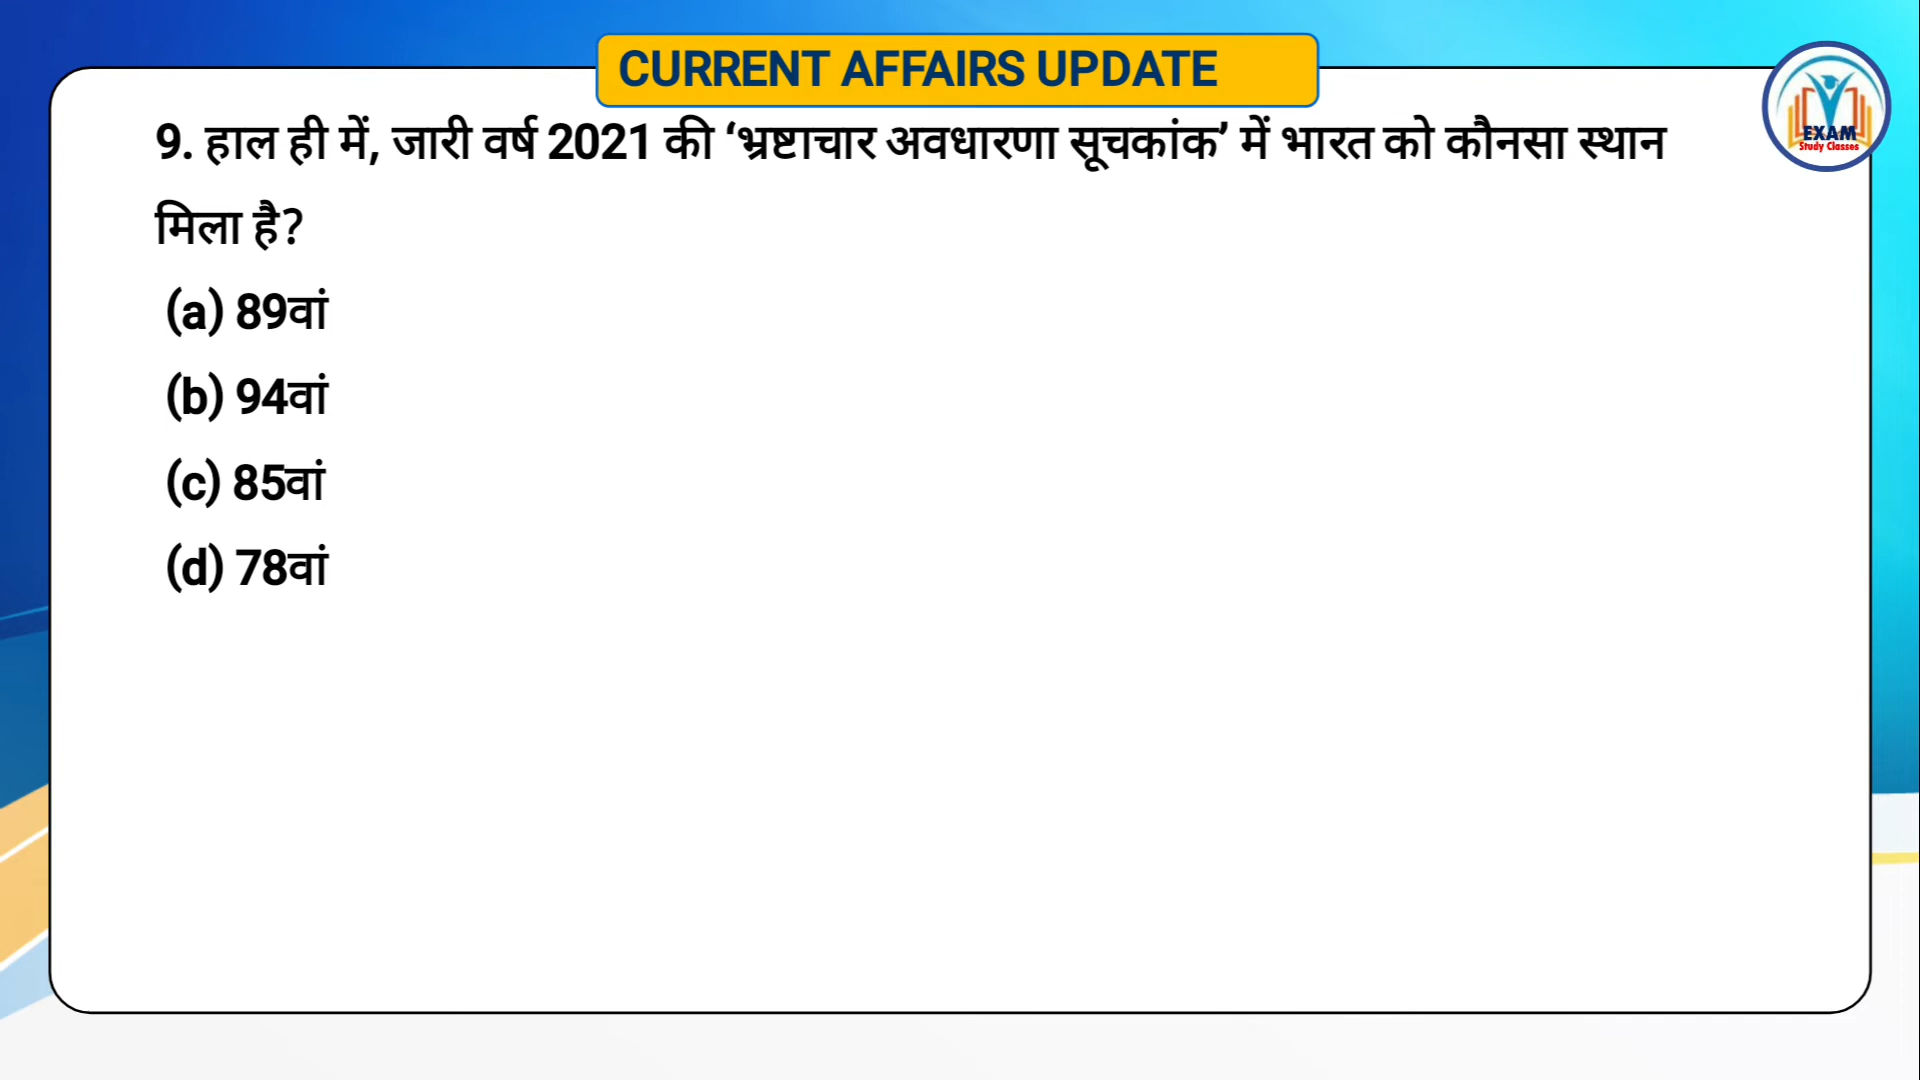 CURRENT AFFAIRS UPDATE
EXAM
Study Classes
9. हाल ही में, जारी वर्ष 2021 की ‘भ्रष्टाचार अवधारणा सूचकांक’ में भारत को कौनसा स्थान
मिला है?
(a) 89वां
(b) 94वां
(c) 85वां
(d) 78वां